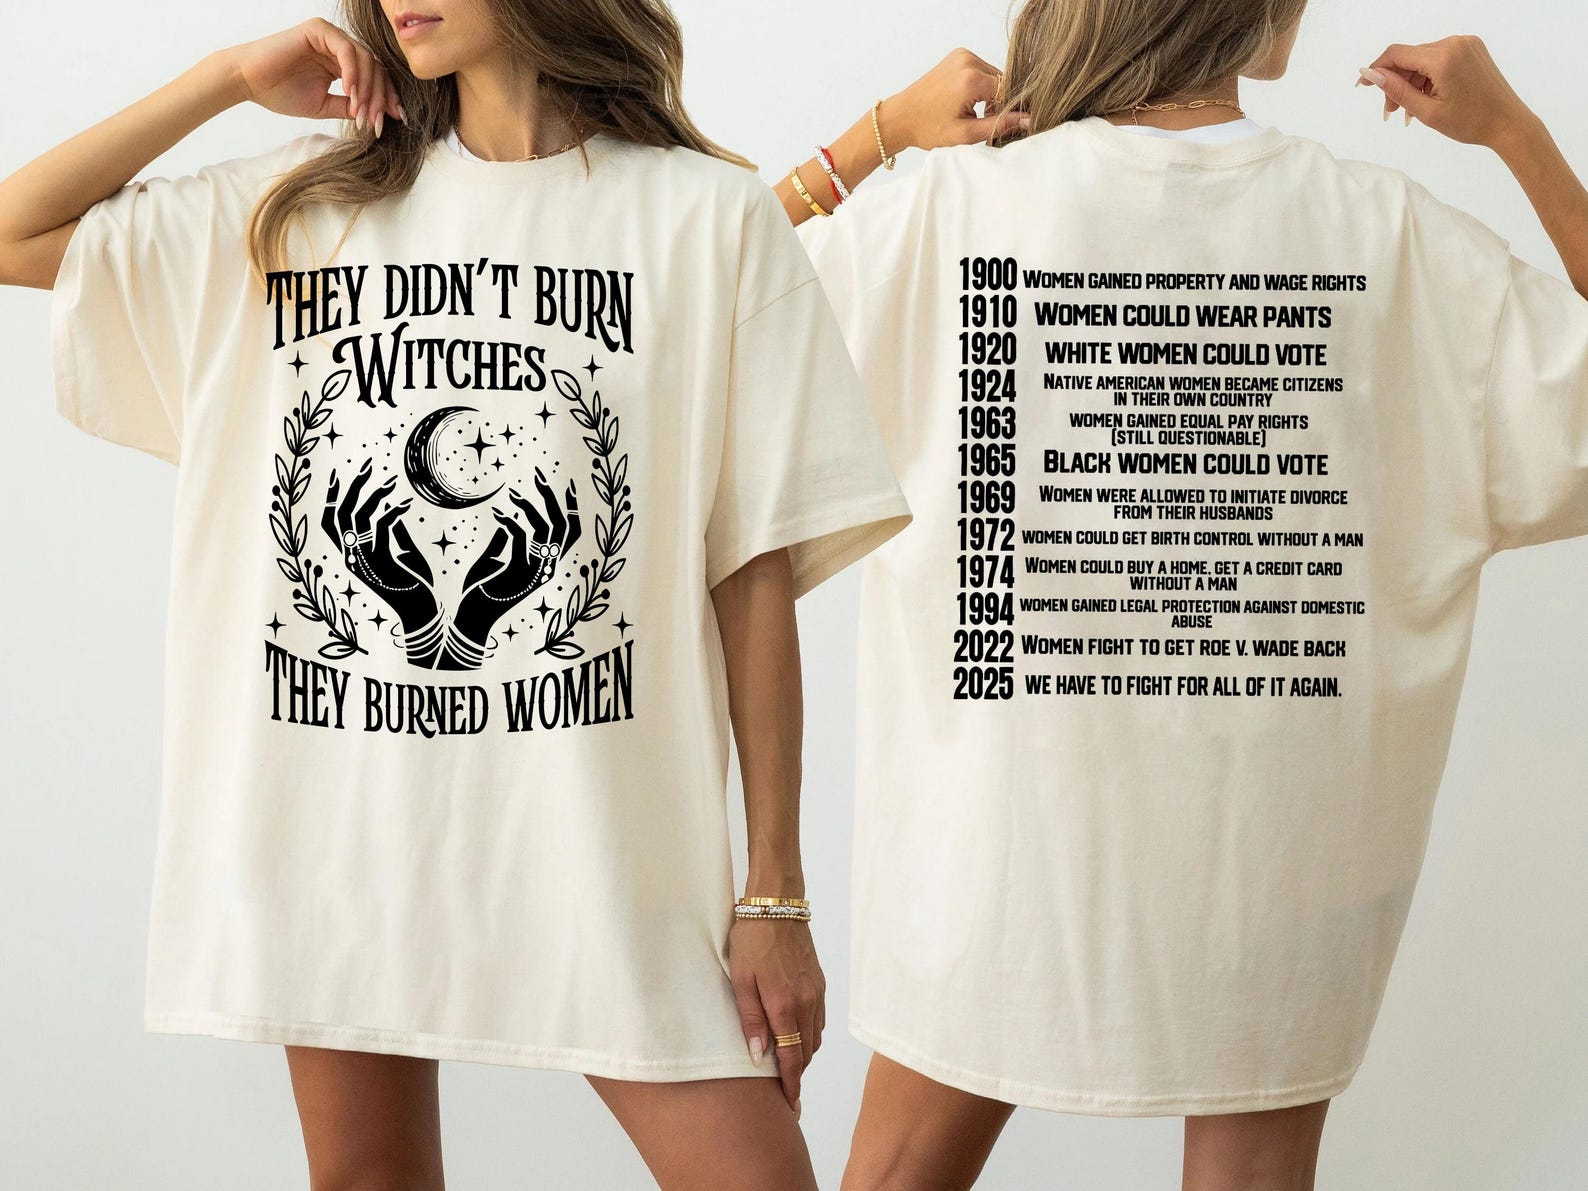 THEY DIDN'T BURN
WITCHES
THEY BURNED WOMEN
1900 WOMEN GAINED PROPERTY AND WAGE RIGHTS
1910 WOMEN COULD WEAR PANTS
1920 WHITE WOMEN COULD VOTE
1924 NATIVE AMERICAN WOMEN BECAME CITIZENS
IN THEIR OWN COUNTRY
1963 WOMEN GAINED EQUAL PAY RIGHTS
(STILL QUESTIONABLE)
1965 BLACK WOMEN COULD VOTE
1969 WOMEN WERE ALLOWED TO INITIATE DIVORCE
FROM THEIR HUSBANDS
1972 WOMEN COULD GET BIRTH CONTROL WITHOUT A MAN
1974 WOMEN COULD BUY A HOME, GET A CREDIT CARD
WITHOUT A MAN
1994 WOMEN GAINED LEGAL PROTECTION AGAINST DOMESTIC
ABUSE
2022 WOMEN FIGHT TO GET ROE V. WADE BACK
2025 WE HAVE TO FIGHT FOR ALL OF IT AGAIN.